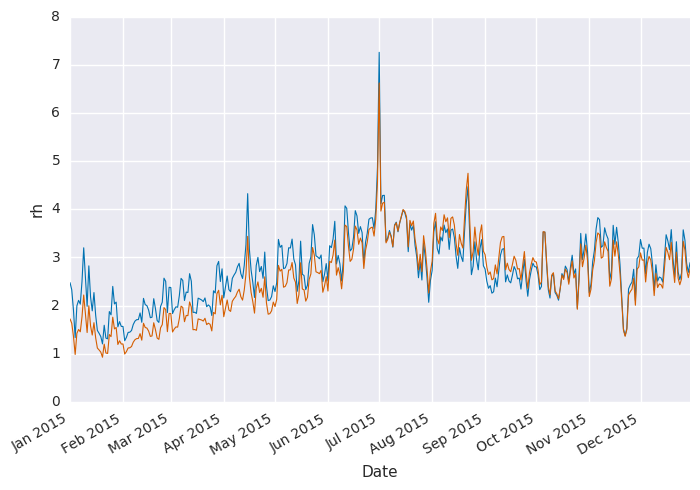 8
7
6
5
4
3
2
1
0
rh
Jan 2015
Feb 2015
Mar 2015
Apr 2015
May 2015
Jun 2015
Jul 2015
Aug 2015
Sep 2015
Oct 2015
Nov 2015
Dec 2015
Date